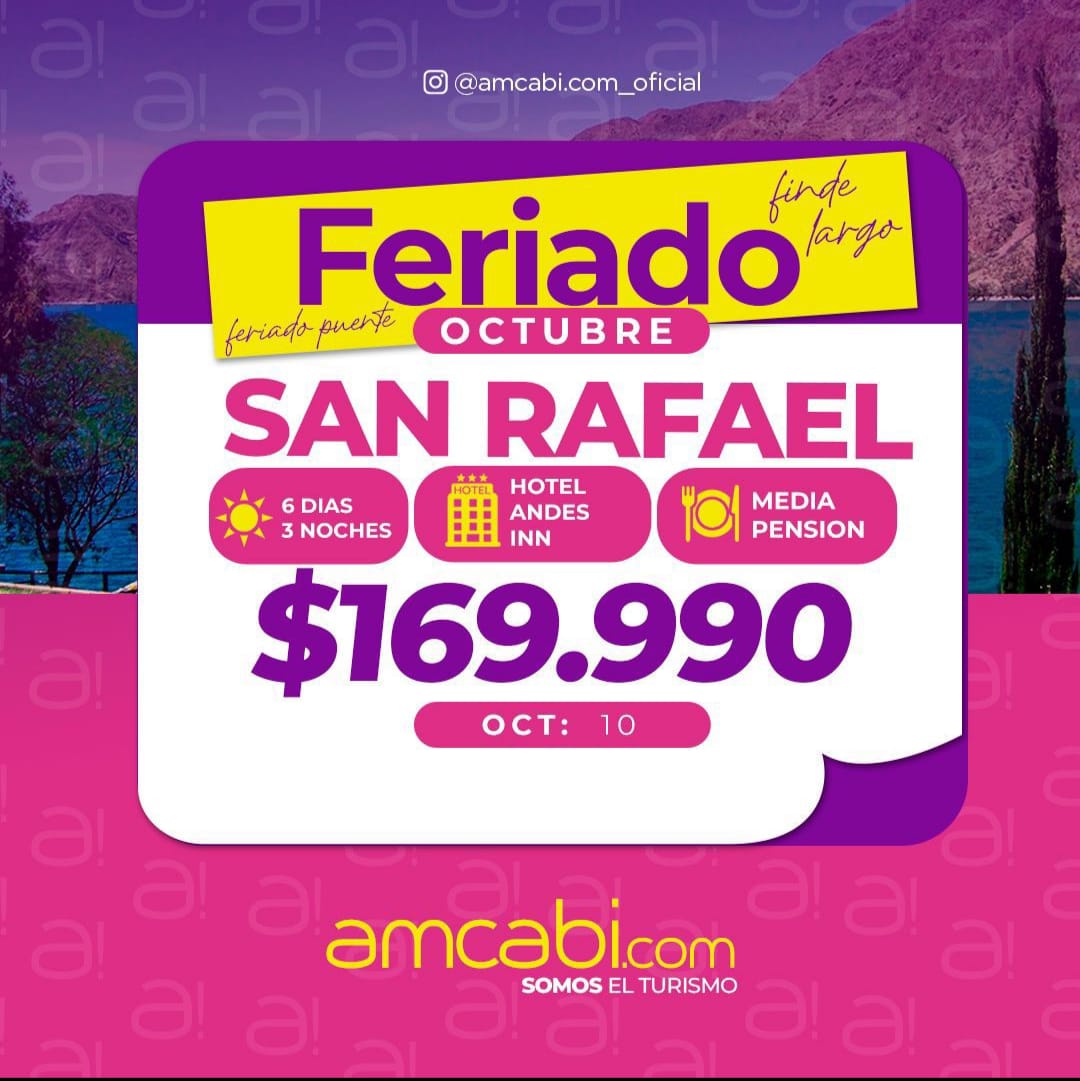 @amcabi.com_oficial
Feriado
finde
largo
feriado puente
OCTUBRE
SAN RAFAEL
6 DIAS
3 NOCHES
HOTEL
HOTEL
ANDES
INN
MEDIA
PENSION
$169.990
OCT: 10
amcabi.com
SOMOS EL TURISMO